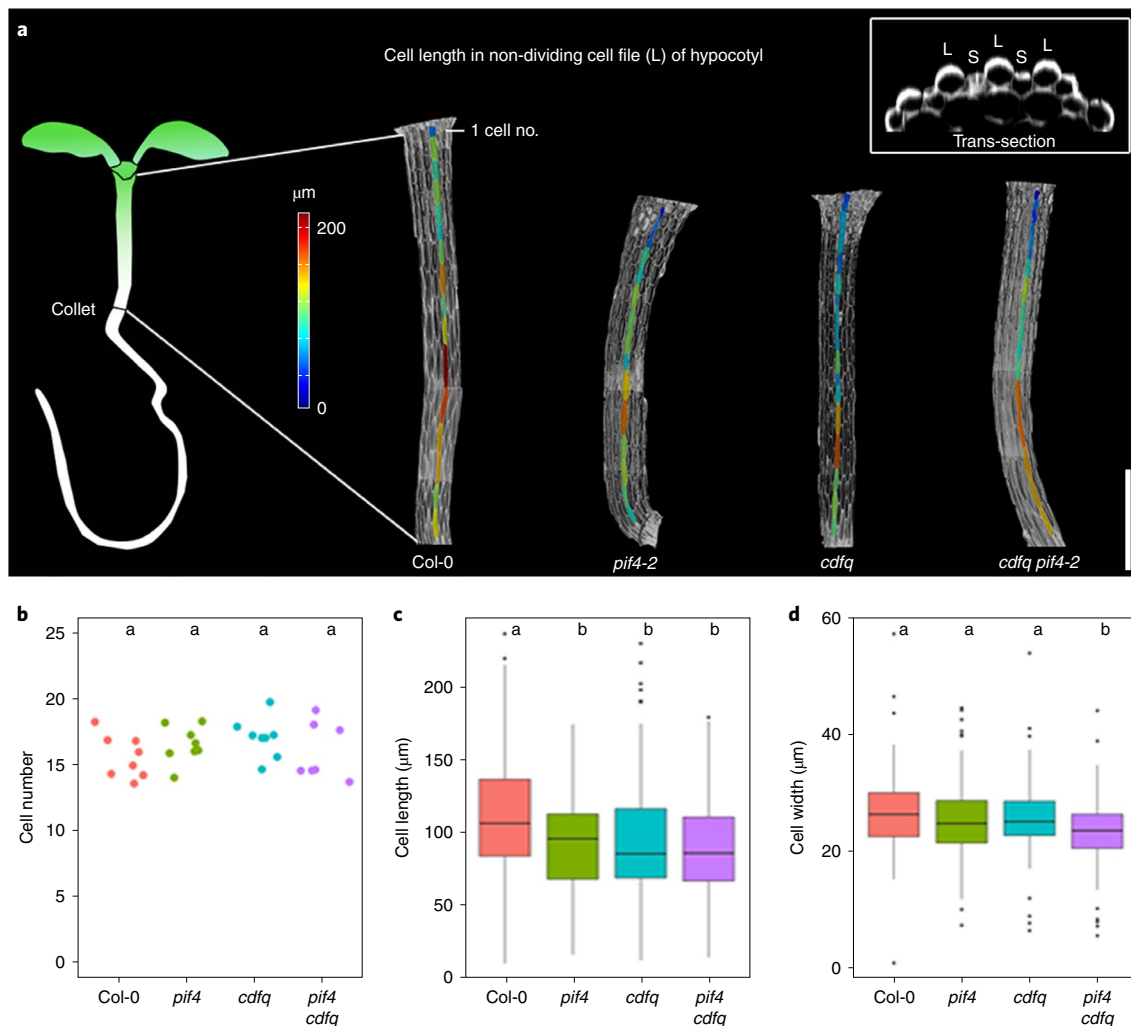 a
Cell length in non-dividing cell file (L) of hypocotyl
L
S
L
S
L
Trans-section
1 cell no.
µm
200
0
Collet
Col-0
pif4-2
cdfq
cdfq pif4-2
b
Cell number
25
20
15
10
5
0
a
a
a
a
Col-0
pif4
cdfq
pif4
cdfq
c
Cell length (µm)
200
150
100
50
0
a
b
b
b
Col-0
pif4
cdfq
pif4
cdfq
d
Cell width (µm)
60
40
20
0
a
a
a
b
Col-0
pif4
cdfq
pif4
cdfq